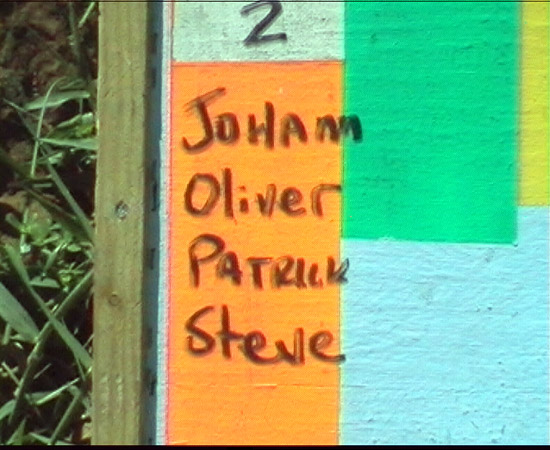 2
Johann
Oliver
Patrick
Steve